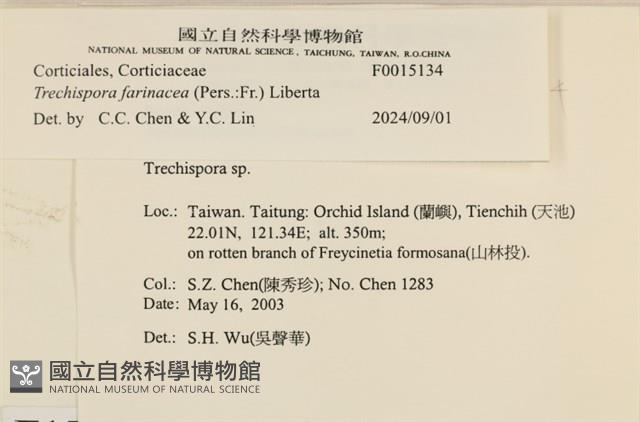 國立自然科學博物館
NATIONAL MUSEUM OF NATURAL SCIENCE, TAICHUNG, TAIWAN, R.O.CHINA
Corticiales, Corticiaceae F0015134
Trechispora farinacea (Pers.:Fr.) Liberta
Det. by C.C. Chen & Y.C. Lin 2024/09/01
Trechispora sp.
Loc.: Taiwan. Taitung: Orchid Island (蘭嶼), Tienchih (天池)
22.01N, 121.34E; alt. 350m;
on rotten branch of Freycinetia formosana(山林投).
Col.: S.Z. Chen(陳秀珍); No. Chen 1283
Date: May 16, 2003
Det.: S.H. Wu(吳聲華)
國立自然科學博物館
NATIONAL MUSEUM OF NATURAL SCIENCE